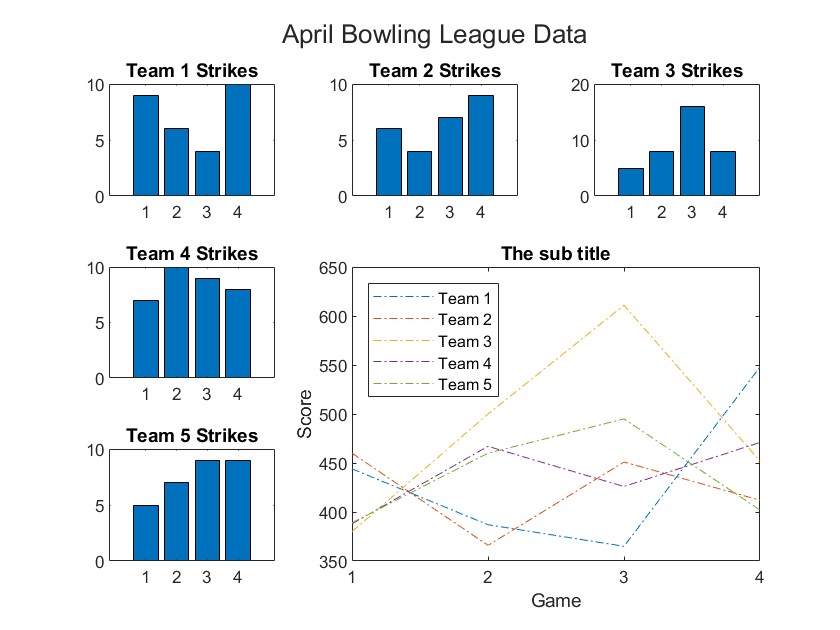 April Bowling League Data
Team 1 Strikes
10
5
0
1 2 3 4
Team 2 Strikes
10
5
0
1 2 3 4
Team 3 Strikes
20
10
0
1 2 3 4
Team 4 Strikes
10
5
0
1 2 3 4
Team 5 Strikes
10
5
0
1 2 3 4
The sub title
650
600
550
500
450
400
350
Score
Team 1
Team 2
Team 3
Team 4
Team 5
1 2 3 4
Game